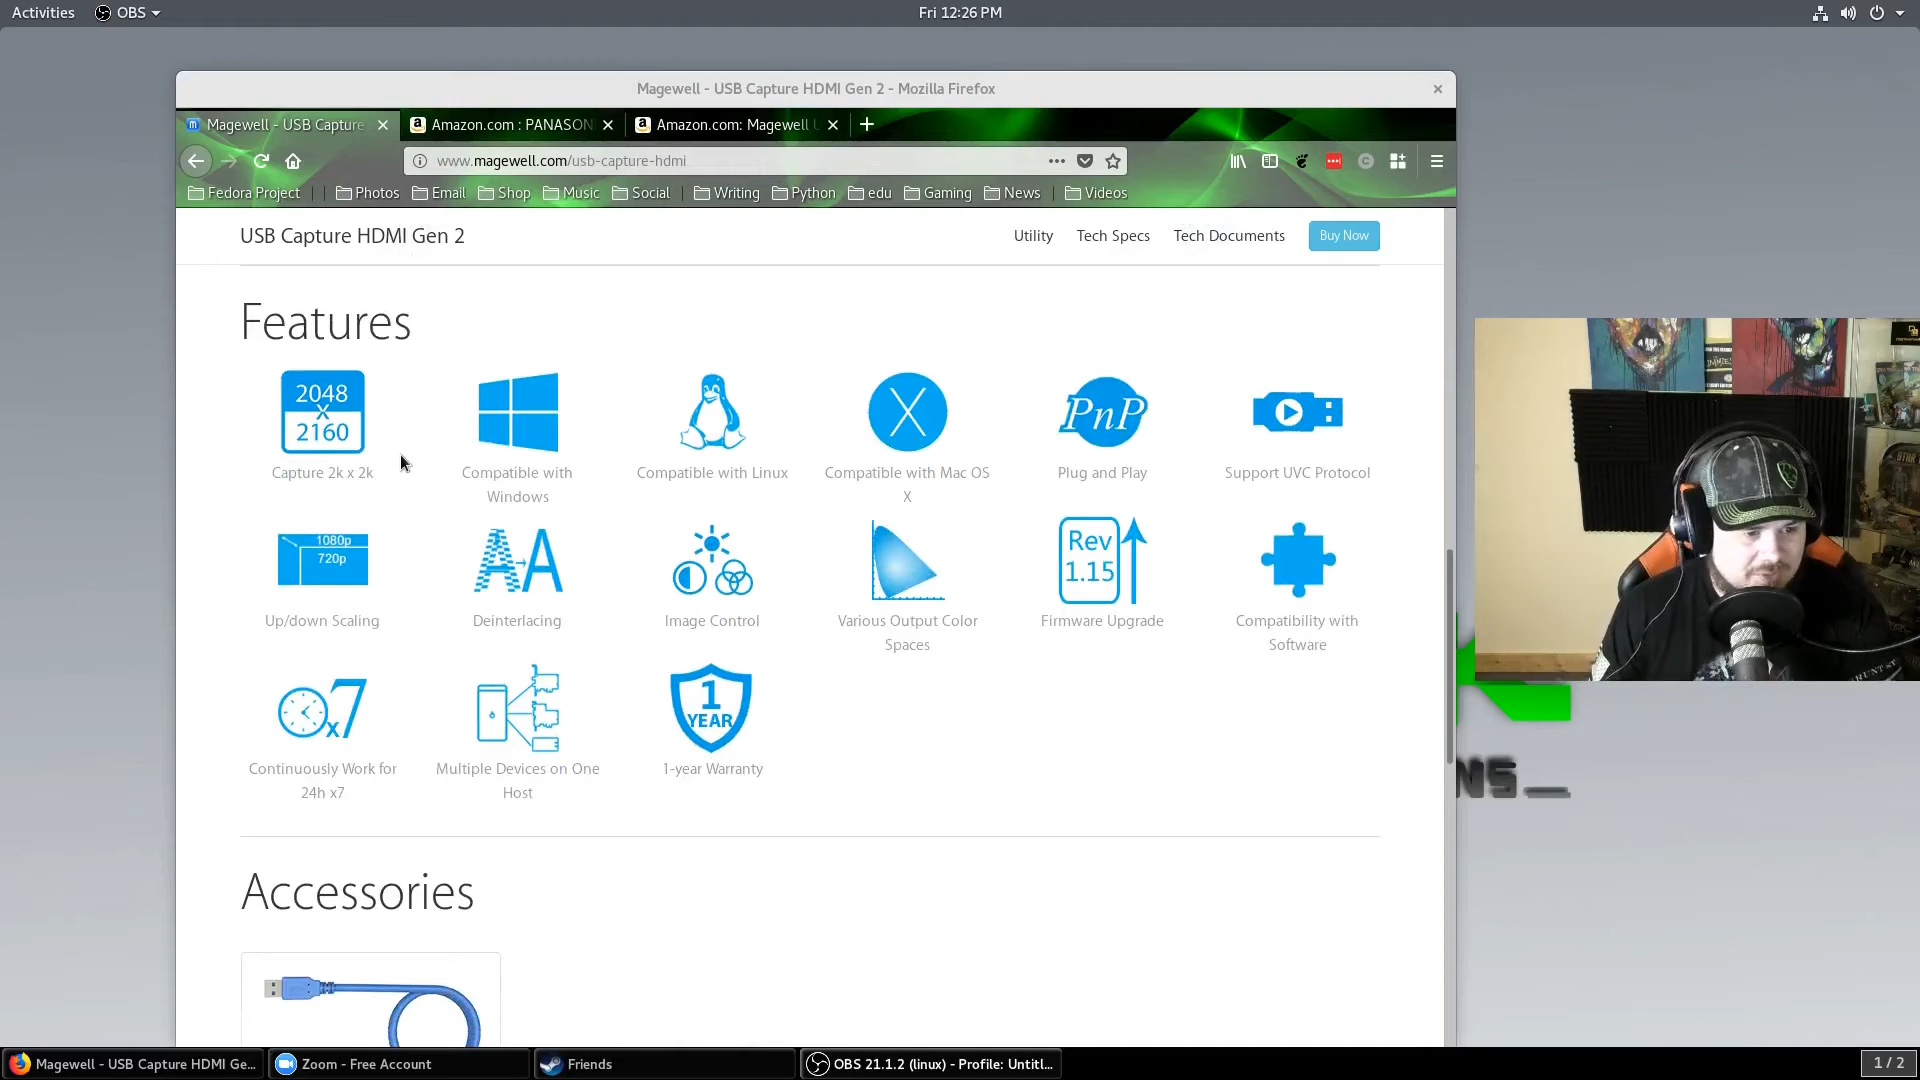 Activities OBS Fri 12:26 PM
Magewell - USB Capture HDMI Gen 2 - Mozilla Firefox
Magewell - USB Capture Amazon.com : PANASON Amazon.com: Magewell U
www.magewell.com/usb-capture-hdmi
Fedora Project Photos Email Shop Music Social Writing Python edu Gaming News Videos
USB Capture HDMI Gen 2 Utility Tech Specs Tech Documents Buy Now
Features
2048
X
2160
X
PnP
Capture 2k x 2k
Compatible with
Windows
Compatible with Linux
Compatible with Mac OS
X
Plug and Play
Support UVC Protocol
1080p
720p
AA
Rev
1.15
Up/down Scaling
Deinterlacing
Image Control
Various Output Color
Spaces
Firmware Upgrade
Compatibility with
Software
x7
1
YEAR
Continuously Work for
24h x7
Multiple Devices on One
Host
1-year Warranty
NS_
Accessories
Magewell - USB Capture HDMI Ge... Zoom - Free Account Friends OBS 21.1.2 (linux) - Profile: Untitl... 1 / 2